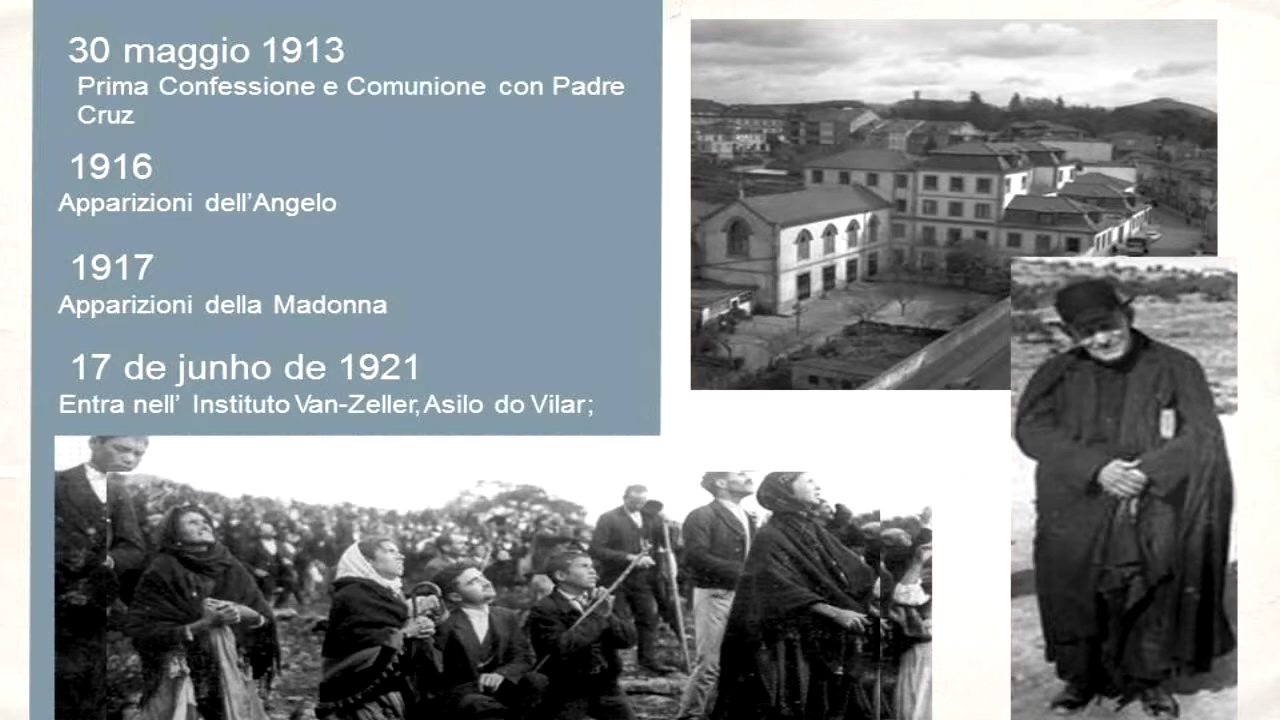 30 maggio 1913
Prima Confessione e Comunione con Padre
Cruz
1916
Apparizioni dell’Angelo
1917
Apparizioni della Madonna
17 de junho de 1921
Entra nell’ Instituto Van-Zeller, Asilo do Vilar;